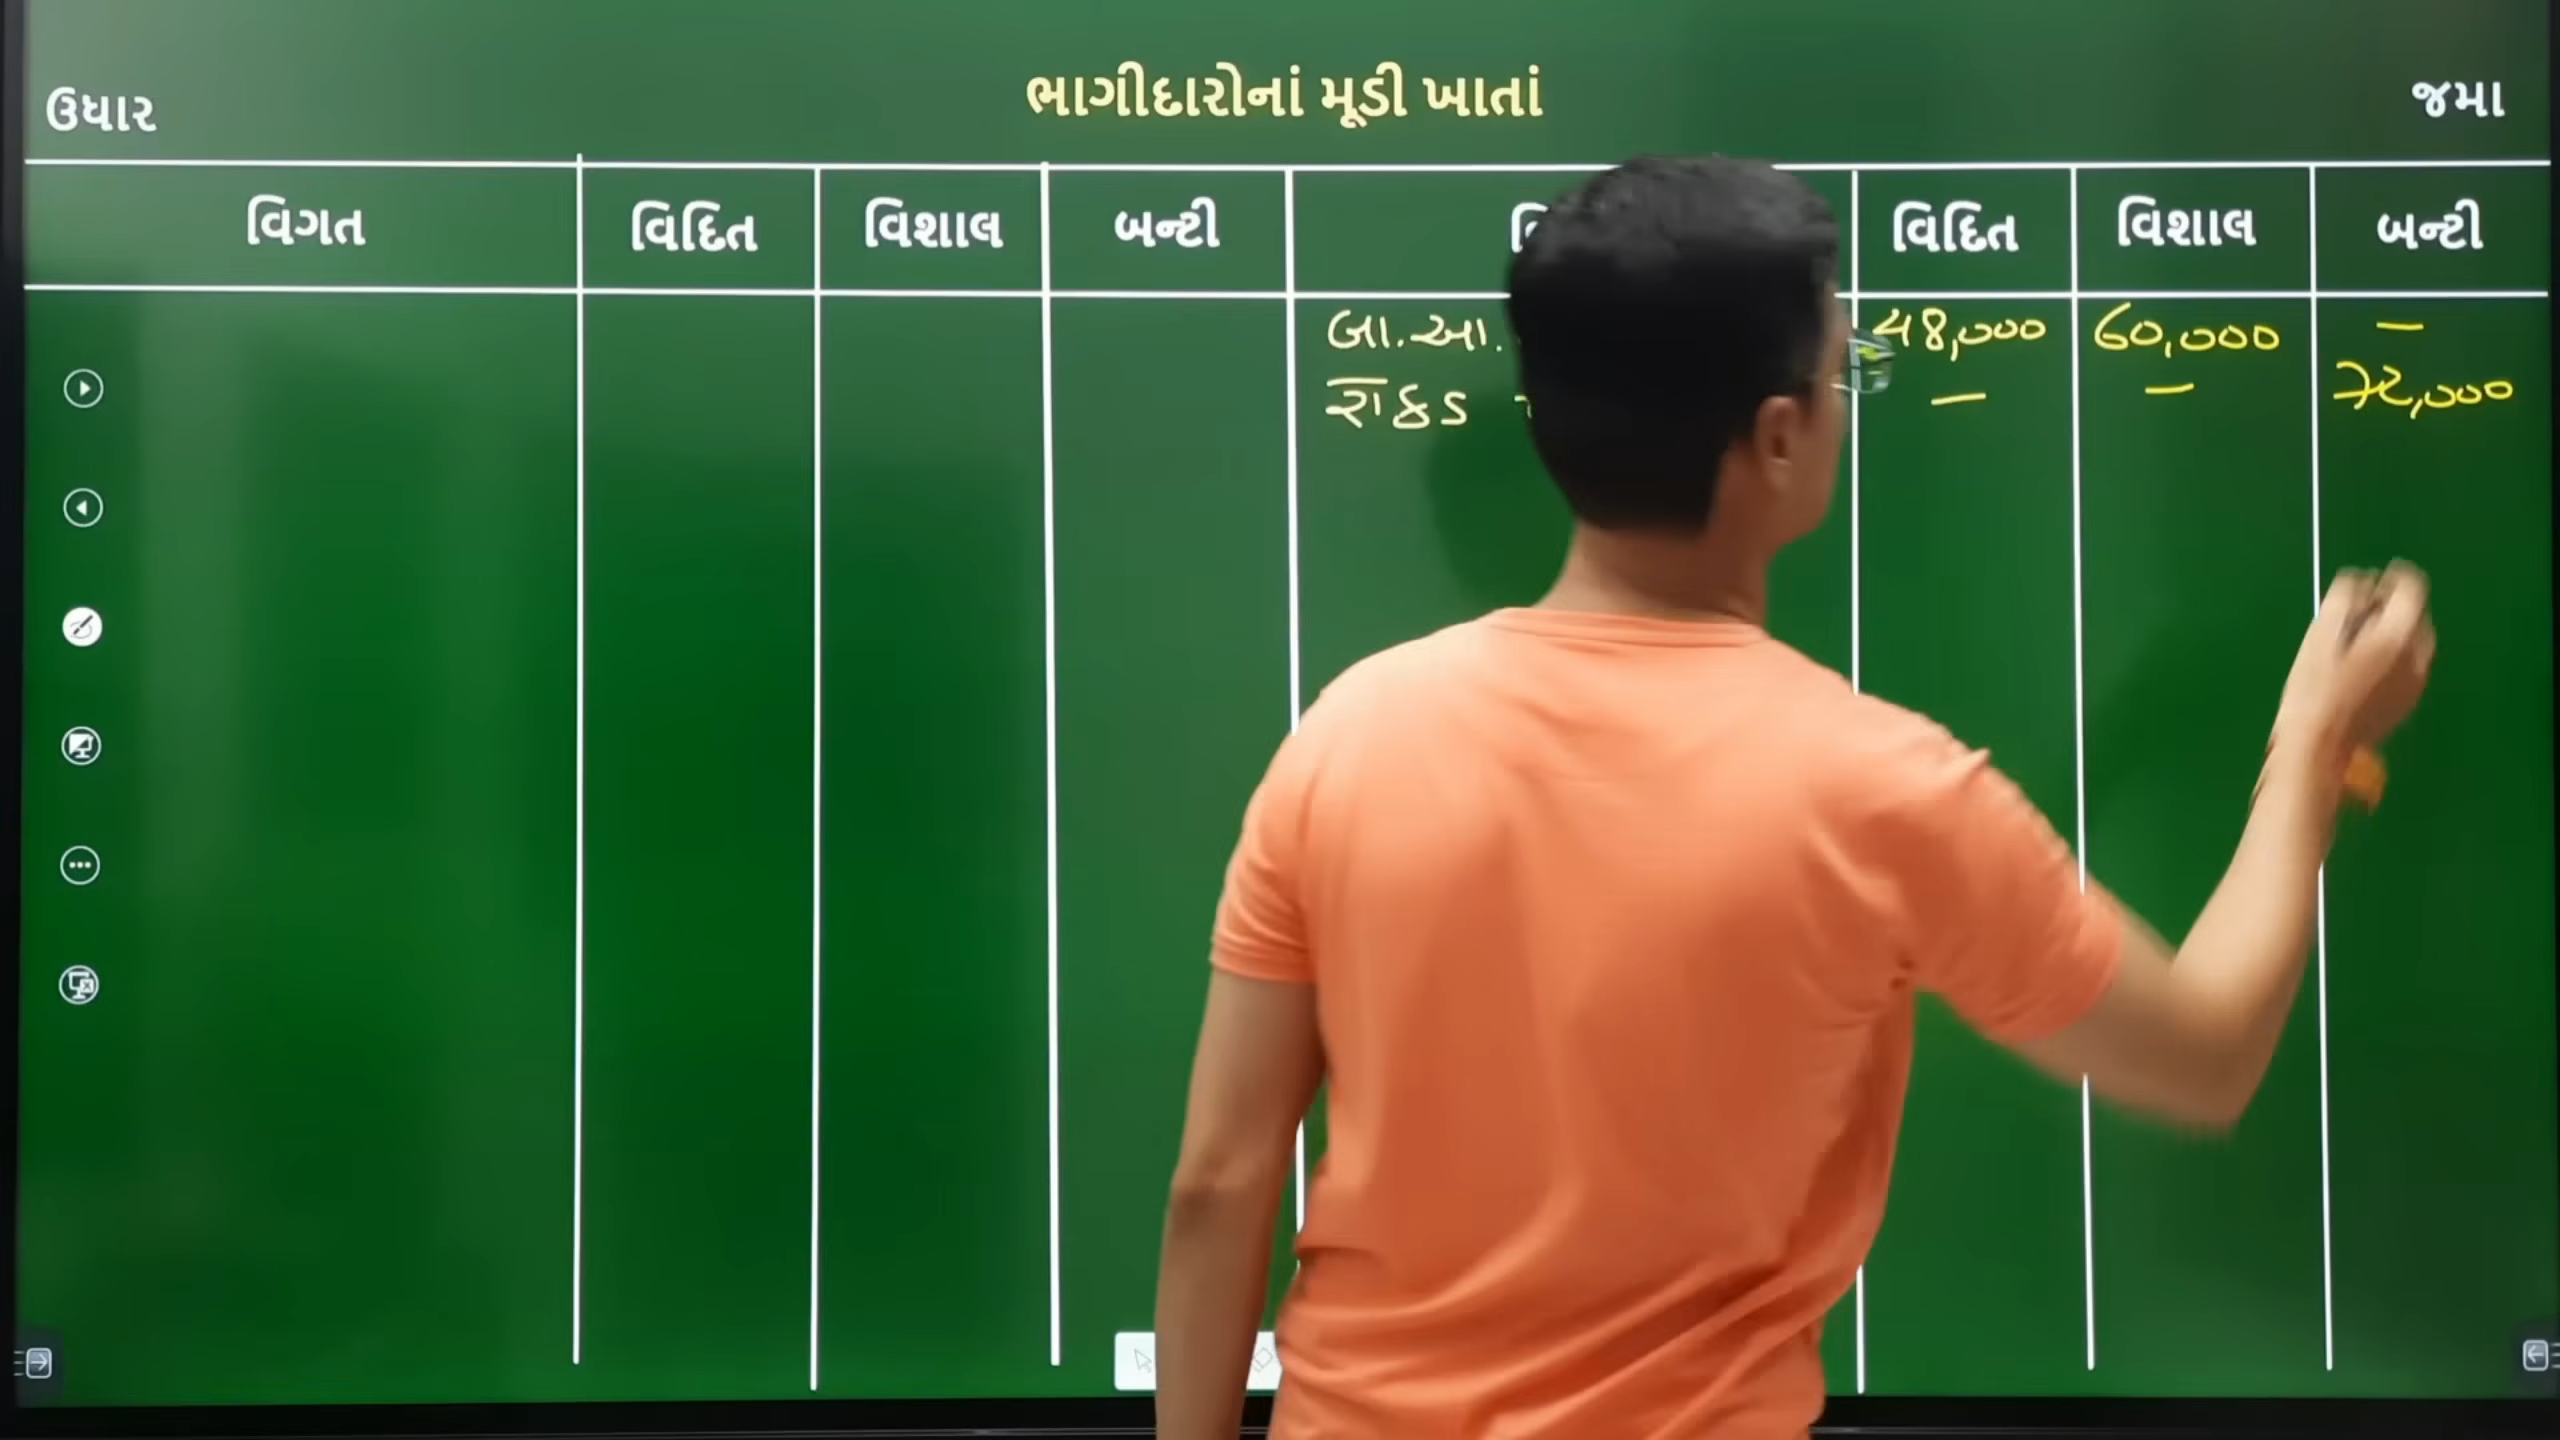 ભાગીદારોનાં મૂડી ખાતાં
ઉધાર જમા
વિગત વિદિત વિશાલ બન્ટી વિદિત વિશાલ બન્ટી
બા.આ. 48,000 60,000 –
રોકડ – – 72,000